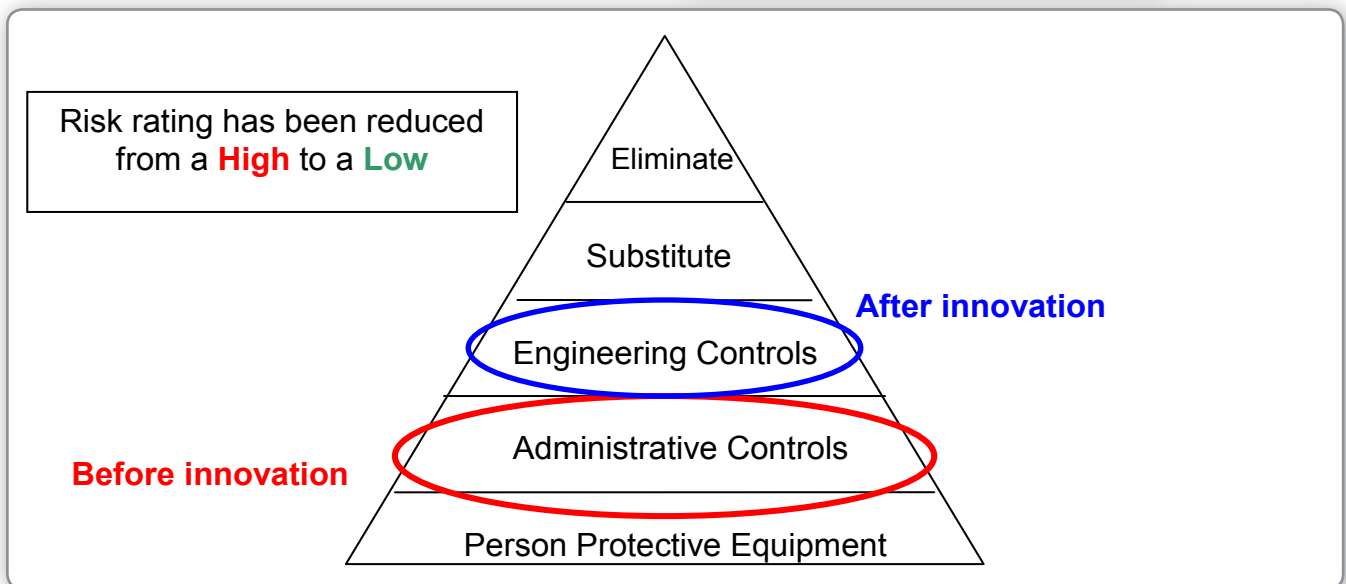 Risk rating has been reduced
from a High to a Low
Eliminate
Substitute
After innovation
Engineering Controls
Administrative Controls
Before innovation
Person Protective Equipment